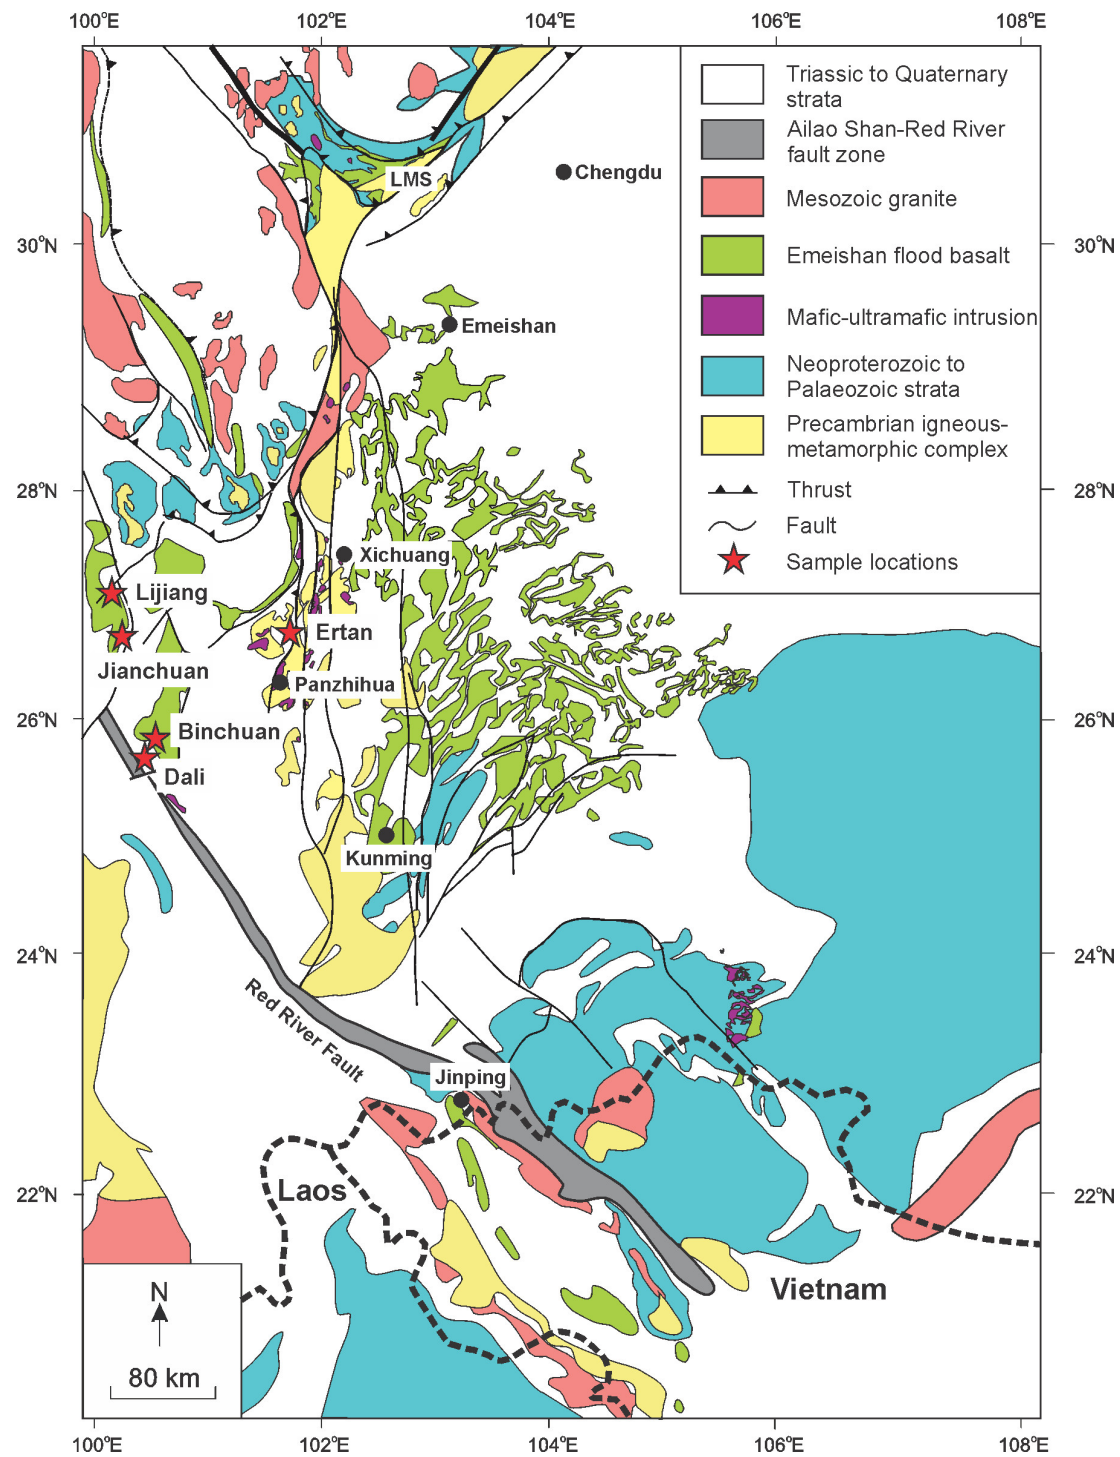 100°E 102°E 104°E 106°E 108°E
Triassic to Quaternary
strata
Ailao Shan-Red River
fault zone
Mesozoic granite
Emeishan flood basalt
Mafic-ultramafic intrusion
Neoproterozoic to
Palaeozoic strata
Precambrian igneous-
metamorphic complex
Thrust
Fault
Sample locations
Chengdu
LMS
30°N 30°N
Emeishan
28°N 28°N
Xichuang
Lijiang
Ertan
Jianchuan
Panzhihua
26°N 26°N
Binchuan
Dali
Kunming
24°N 24°N
Red River Fault
Jinping
22°N 22°N
Laos
Vietnam
N
80 km
100°E 102°E 104°E 106°E 108°E